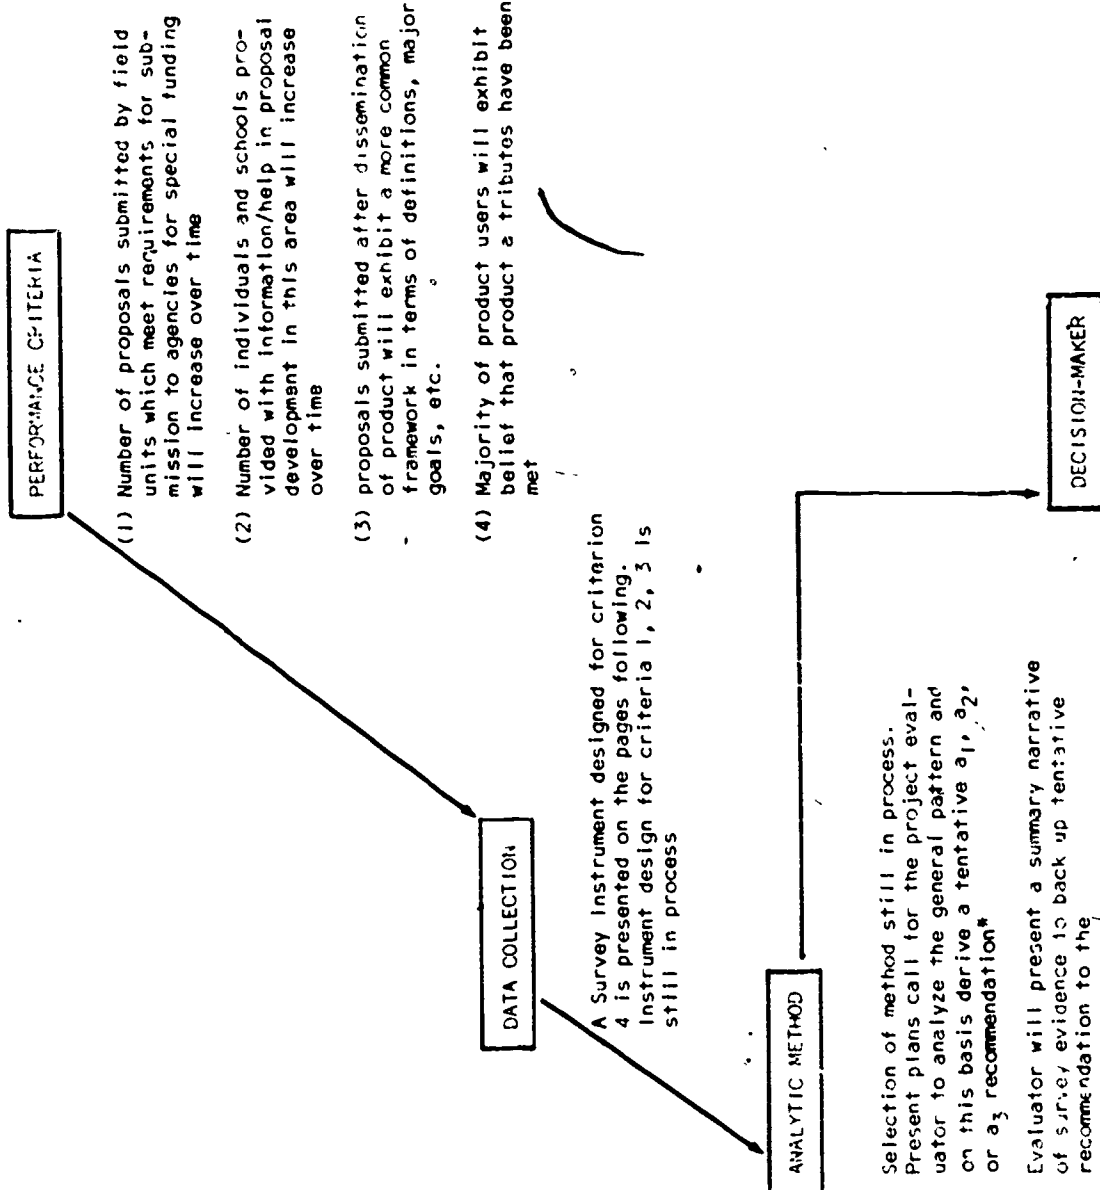 PERFORMANCE CRITERIA
(1) Number of proposals submitted by field
units which meet requirements for sub-
mission to agencies for special funding
will increase over time
(2) Number of individuals and schools pro-
vided with information/help in proposal
development in this area will increase
over time
(3) proposals submitted after dissemination
of product will exhibit a more common
framework in terms of definitions, major
goals, etc.
(4) Majority of product users will exhibit
belief that product a tributes have been
met
DATA COLLECTION
A Survey Instrument designed for criterion
4 is presented on the pages following.
Instrument design for criteria 1, 2, 3 is
still in process
ANALYTIC METHOD
Selection of method still in process.
Present plans call for the project eval-
uator to analyze the general pattern and
on this basis derive a tentative a1, a2,
or a3 recommendation*
Evaluator will present a summary narrative
of survey evidence to back up tentative
recommendation to the
DECISION-MAKER